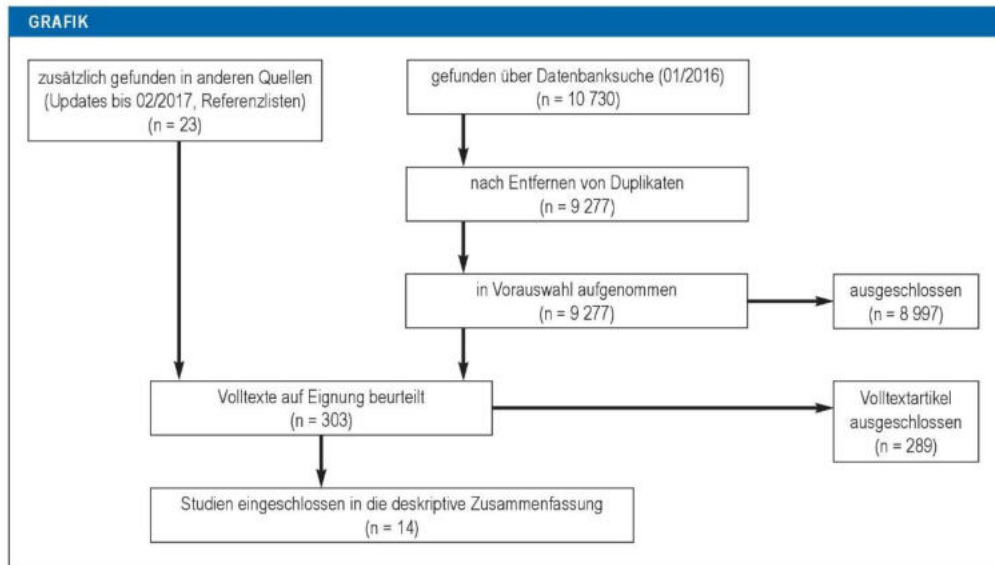 GRAFIK
zusätzlich gefunden in anderen Quellen
(Updates bis 02/2017, Referenzlisten)
(n = 23)
gefunden über Datenbanksuche (01/2016)
(n = 10 730)
nach Entfernen von Duplikaten
(n = 9 277)
in Vorauswahl aufgenommen
(n = 9 277)
ausgeschlossen
(n = 8 997)
Volltexte auf Eignung beurteilt
(n = 303)
Volltextartikel
ausgeschlossen
(n = 289)
Studien eingeschlossen in die deskriptive Zusammenfassung
(n = 14)